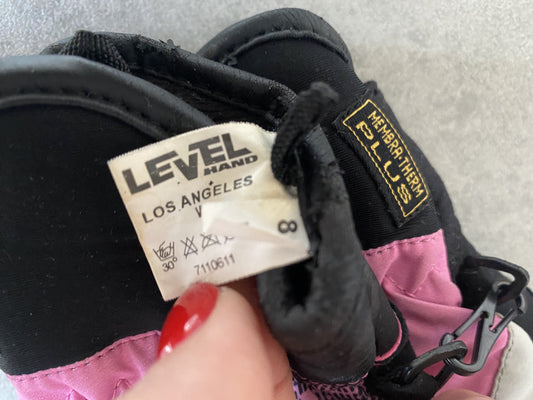 LEVEL
HAND
LOS ANGELES
W
8
30°
7110611
MEMBRA-THERM
PLUS